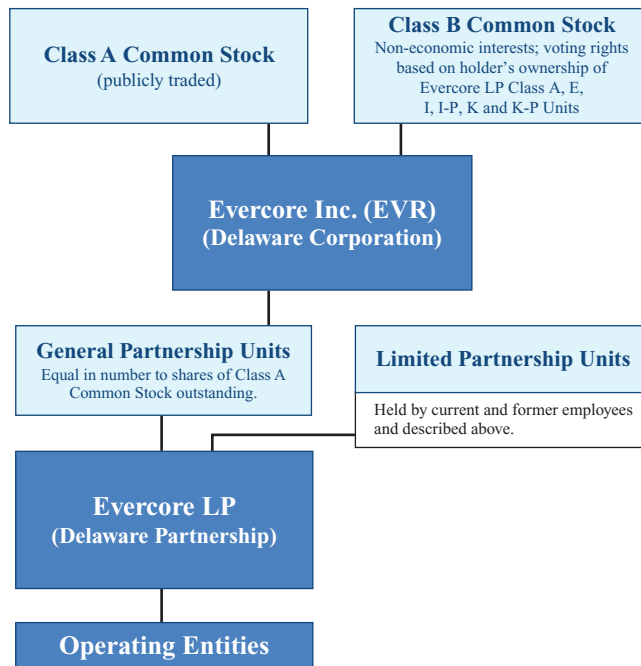 Class A Common Stock
(publicly traded)
Class B Common Stock
Non-economic interests; voting rights
based on holder’s ownership of
Evercore LP Class A, E,
I, I-P, K and K-P Units
Evercore Inc. (EVR)
(Delaware Corporation)
General Partnership Units
Equal in number to shares of Class A
Common Stock outstanding.
Limited Partnership Units
Held by current and former employees
and described above.
Evercore LP
(Delaware Partnership)
Operating Entities